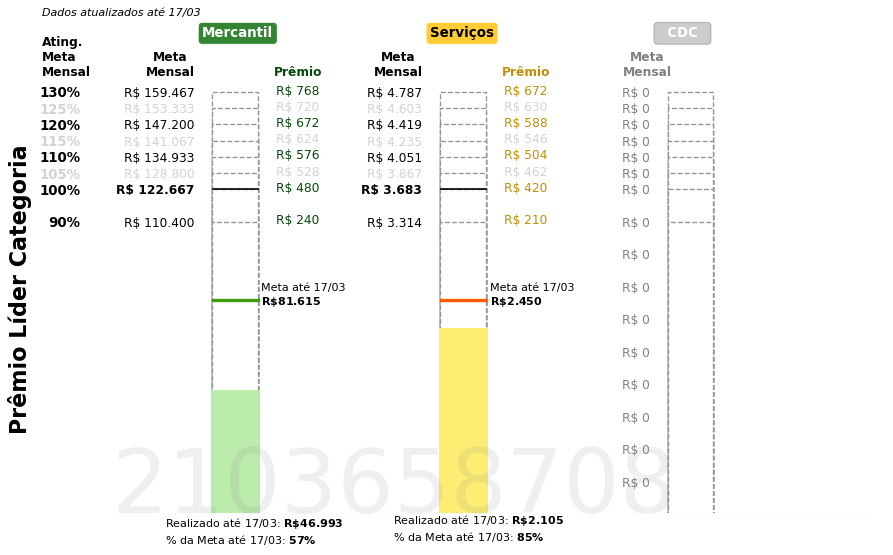 Dados atualizados até 17/03
Mercantil Serviços CDC
Ating. Meta Mensal Meta Mensal Prêmio Meta Mensal Prêmio Meta Mensal
130% R$ 159.467 R$ 768 R$ 4.787 R$ 672 R$ 0
125% R$ 153.333 R$ 720 R$ 4.603 R$ 630 R$ 0
120% R$ 147.200 R$ 672 R$ 4.419 R$ 588 R$ 0
115% R$ 141.067 R$ 624 R$ 4.235 R$ 546 R$ 0
110% R$ 134.933 R$ 576 R$ 4.051 R$ 504 R$ 0
105% R$ 128.800 R$ 528 R$ 3.867 R$ 462 R$ 0
100% R$ 122.667 R$ 480 R$ 3.683 R$ 420 R$ 0
90% R$ 110.400 R$ 240 R$ 3.314 R$ 210 R$ 0
R$ 0
Meta até 17/03 Meta até 17/03 R$ 0
R$81.615 R$2.450
R$ 0
R$ 0
R$ 0
R$ 0
R$ 0
R$ 0
Prêmio Líder Categoria
2103658708
Realizado até 17/03: R$46.993 Realizado até 17/03: R$2.105
% da Meta até 17/03: 57% % da Meta até 17/03: 85%